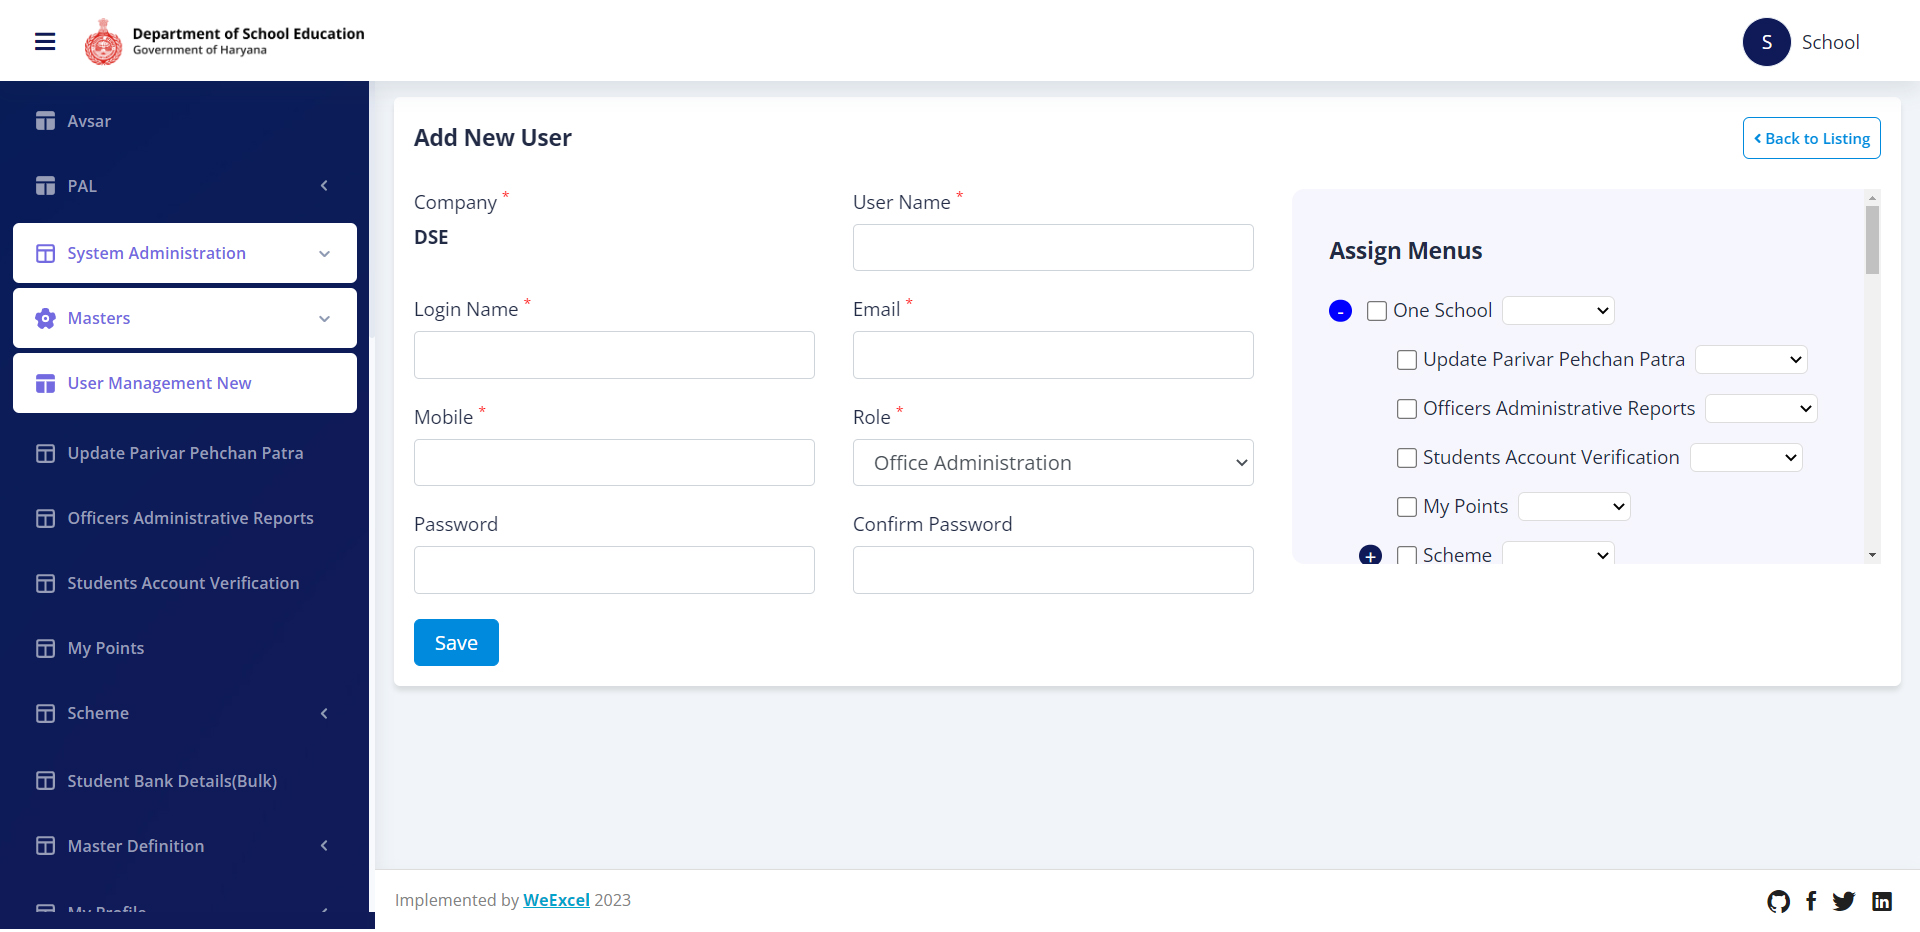 Department of School Education
Government of Haryana
S School
Avsar
PAL
System Administration
Masters
User Management New
Update Parivar Pehchan Patra
Officers Administrative Reports
Students Account Verification
My Points
Scheme
Student Bank Details(Bulk)
Master Definition
My Profile
Add New User
Back to Listing
Company *
DSE
User Name *
Login Name *
Email *
Mobile *
Role *
Office Administration
Password
Confirm Password
Save
Assign Menus
- One School
Update Parivar Pehchan Patra
Officers Administrative Reports
Students Account Verification
My Points
+ Scheme
Implemented by WeExcel 2023